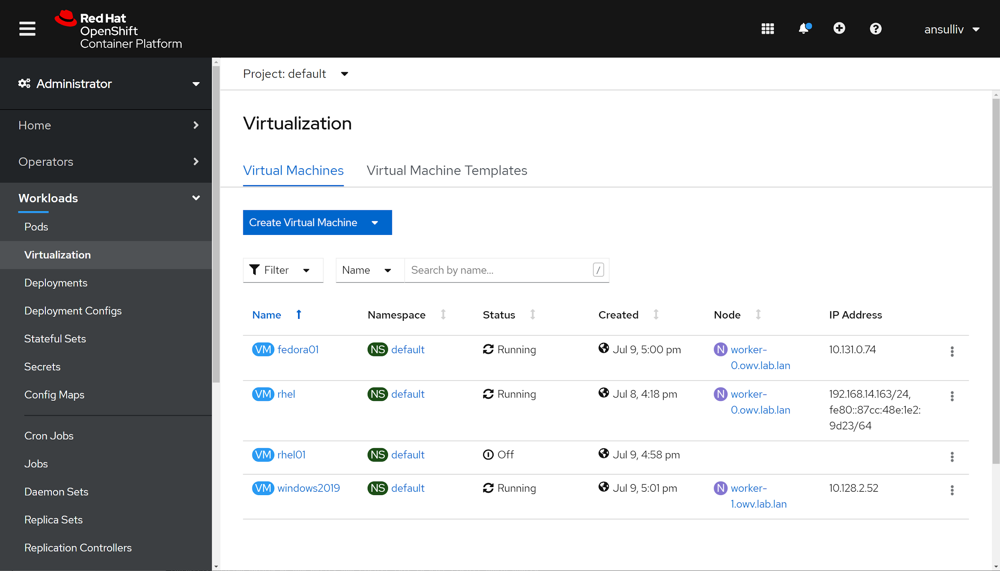 Red Hat
OpenShift
Container Platform
ansulliv
Administrator
Home
Operators
Workloads
Pods
Virtualization
Deployments
Deployment Configs
Stateful Sets
Secrets
Config Maps
Cron Jobs
Jobs
Daemon Sets
Replica Sets
Replication Controllers
Project: default
Virtualization
Virtual Machines Virtual Machine Templates
Create Virtual Machine
Filter Name Search by name... /
Name Namespace Status Created Node IP Address
VM fedora01 NS default Running Jul 9, 5:00 pm N worker- 10.131.0.74
0.owv.lab.lan
VM rhel NS default Running Jul 8, 4:18 pm N worker- 192.168.14.163/24,
0.owv.lab.lan fe80::87cc:48e:1e2:
9d23/64
VM rhel01 NS default Off Jul 9, 4:58 pm
VM windows2019 NS default Running Jul 9, 5:01 pm N worker- 10.128.2.52
1.owv.lab.lan